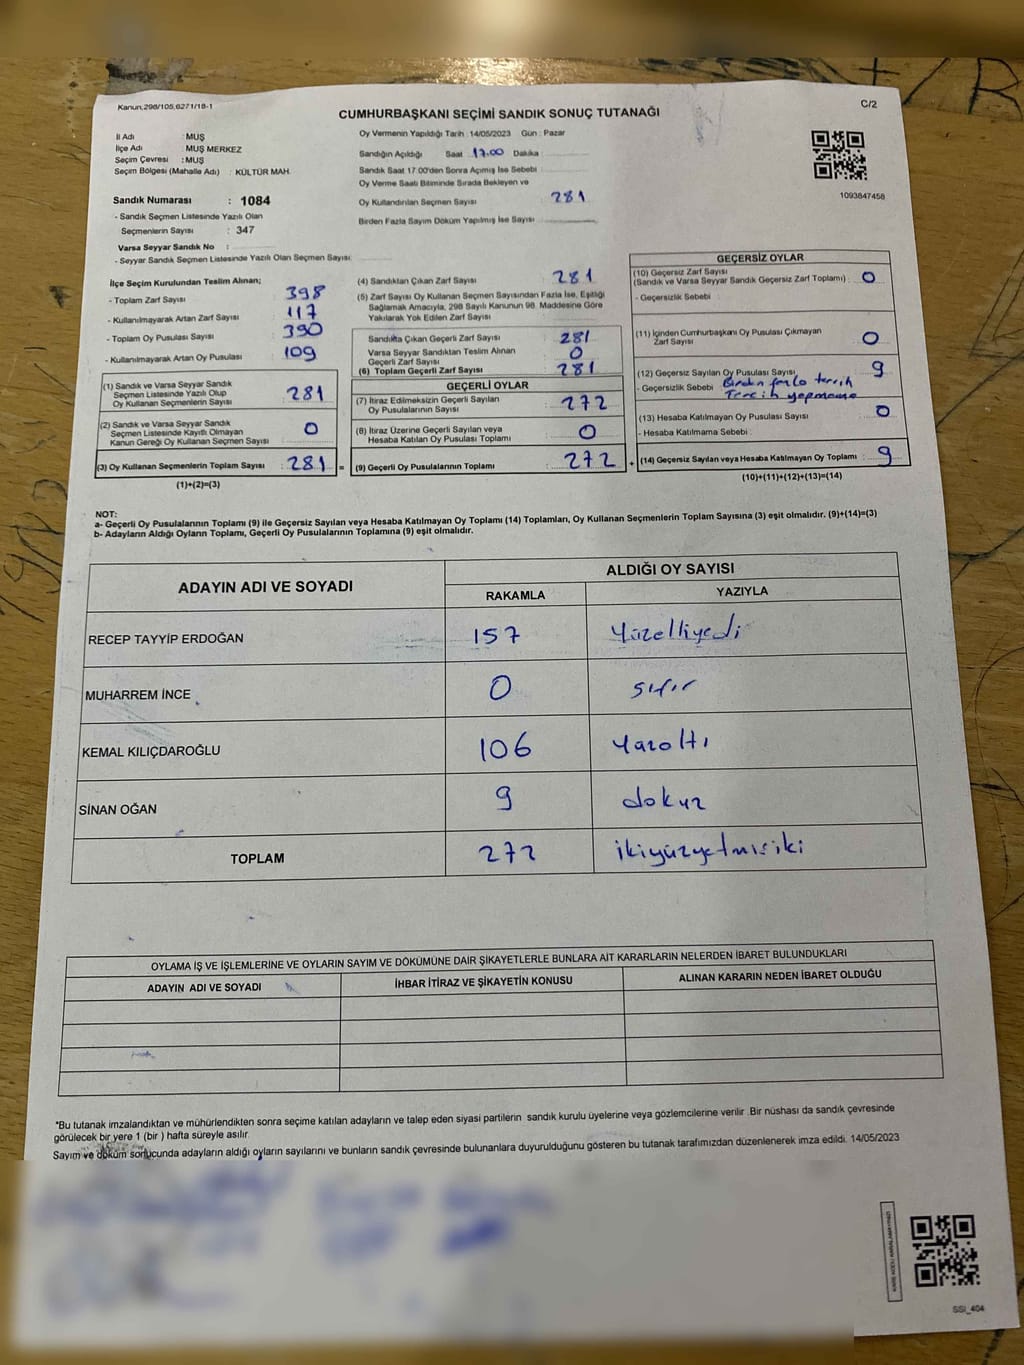 Kanun;298/105,6271/18-1
CUMHURBAŞKANI SEÇİMİ SANDIK SONUÇ TUTANAĞI
C/2
İl Adı : MUŞ
İlçe Adı : MUŞ MERKEZ
Seçim Çevresi : MUŞ
Seçim Bölgesi (Mahalle Adı) : KÜLTÜR MAH.
Sandık Numarası : 1084
- Sandık Seçmen Listesinde Yazılı Olan
Seçmenlerin Sayısı : 347
Varsa Seyyar Sandık No :
- Seyyar Sandık Seçmen Listesinde Yazılı Olan Seçmen Sayısı:
Oy Vermenin Yapıldığı Tarih :14/05/2023 Gün : Pazar
Sandığın Açıldığı Saat 17.00 Dakika :
Sandık Saat 17:00'den Sonra Açımış İse Sebebi :
Oy Verme Saati Bitiminde Sırada Bekleyen ve
Oy Kullandırılan Seçmen Sayısı : 281
Birden Fazla Sayım Döküm Yapılmış İse Sayısı :
1093847458
İlçe Seçim Kurulundan Teslim Alınan;
- Toplam Zarf Sayısı : 398
- Kullanılmayarak Artan Zarf Sayısı : 117
- Toplam Oy Pusulası Sayısı : 390
- Kullanılmayarak Artan Oy Pusulası : 109
(1) Sandık ve Varsa Seyyar Sandık
Seçmen Listesinde Yazılı Olup
Oy Kullanan Seçmenlerin Sayısı : 281
(2) Sandık ve Varsa Seyyar Sandık
Seçmen Listesinde Kayıtlı Olmayan
Kanun Gereği Oy Kullanan Seçmen Sayısı : 0
(3) Oy Kullanan Seçmenlerin Toplam Sayısı : 281 =
(1)+(2)=(3)
(4) Sandıktan Çıkan Zarf Sayısı : 281
(5) Zarf Sayısı Oy Kullanan Seçmen Sayısından Fazla İse, Eşitliği
Sağlamak Amacıyla, 298 Sayılı Kanunun 98. Maddesine Göre
Yakılarak Yok Edilen Zarf Sayısı :
Sandıkta Çıkan Geçerli Zarf Sayısı : 281
Varsa Seyyar Sandıktan Teslim Alınan
Geçerli Zarf Sayısı : 0
(6) Toplam Geçerli Zarf Sayısı : 281
GEÇERLİ OYLAR
(7) İtiraz Edilmeksizin Geçerli Sayılan
Oy Pusulalarının Sayısı : 272
(8) İtiraz Üzerine Geçerli Sayılan veya
Hesaba Katılan Oy Pusulası Toplamı : 0
(9) Geçerli Oy Pusulalarının Toplamı : 272 +
GEÇERSİZ OYLAR
(10) Geçersiz Zarf Sayısı
(Sandık ve Varsa Seyyar Sandık Geçersiz Zarf Toplamı) : 0
- Geçersizlik Sebebi :
(11) İçinden Cumhurbaşkanı Oy Pusulası Çıkmayan
Zarf Sayısı : 0
(12) Geçersiz Sayılan Oy Pusulası Sayısı : 9
- Geçersizlik Sebebi : Birden fazla tercih
Tercih yapmama
(13) Hesaba Katılmayan Oy Pusulası Sayısı : 0
- Hesaba Katılmama Sebebi :
(14) Geçersiz Sayılan veya Hesaba Katılmayan Oy Toplamı : 9
(10)+(11)+(12)+(13)=(14)
NOT:
a- Geçerli Oy Pusulalarının Toplamı (9) ile Geçersiz Sayılan veya Hesaba Katılmayan Oy Toplamı (14) Toplamları, Oy Kullanan Seçmenlerin Toplam Sayısına (3) eşit olmalıdır. (9)+(14)=(3)
b- Adayların Aldığı Oyların Toplamı, Geçerli Oy Pusulalarının Toplamına (9) eşit olmalıdır.
ADAYIN ADI VE SOYADI
ALDIĞI OY SAYISI
RAKAMLA YAZIYLA
RECEP TAYYİP ERDOĞAN 157 Yüzelliyedi
MUHARREM İNCE 0 sıfır
KEMAL KILIÇDAROĞLU 106 Yüzaltı
SİNAN OĞAN 9 dokuz
TOPLAM 272 ikiyüzyetmişiki
OYLAMA İŞ VE İŞLEMLERİNE VE OYLARIN SAYIM VE DÖKÜMÜNE DAİR ŞİKAYETLERLE BUNLARA AİT KARARLARIN NELERDEN İBARET BULUNDUKLARI
ADAYIN ADI VE SOYADI İHBAR İTİRAZ VE ŞİKAYETİN KONUSU ALINAN KARARIN NEDEN İBARET OLDUĞU
*Bu tutanak imzalandıktan ve mühürlendikten sonra seçime katılan adayların ve talep eden siyasi partilerin sandık kurulu üyelerine veya gözlemcilerine verilir .Bir nüshası da sandık çevresinde
görülecek bir yere 1 (bir ) hafta süreyle asılır.
Sayım ve döküm sonucunda adayların aldığı oyların sayılarını ve bunların sandık çevresinde bulunanlara duyurulduğunu gösteren bu tutanak tarafımızdan düzenlenerek imza edildi. 14/05/2023
SSI_404